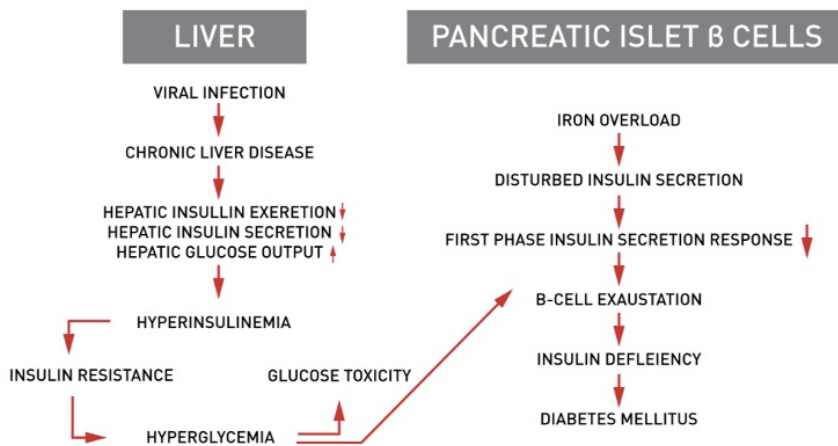 LIVER
VIRAL INFECTION
CHRONIC LIVER DISEASE
HEPATIC INSULLIN EXERETION
HEPATIC INSULIN SECRETION
HEPATIC GLUCOSE OUTPUT
HYPERINSULINEMIA
INSULIN RESISTANCE
GLUCOSE TOXICITY
HYPERGLYCEMIA
PANCREATIC ISLET β CELLS
IRON OVERLOAD
DISTURBED INSULIN SECRETION
FIRST PHASE INSULIN SECRETION RESPONSE
B-CELL EXAUSTATION
INSULIN DEFLEIENCY
DIABETES MELLITUS